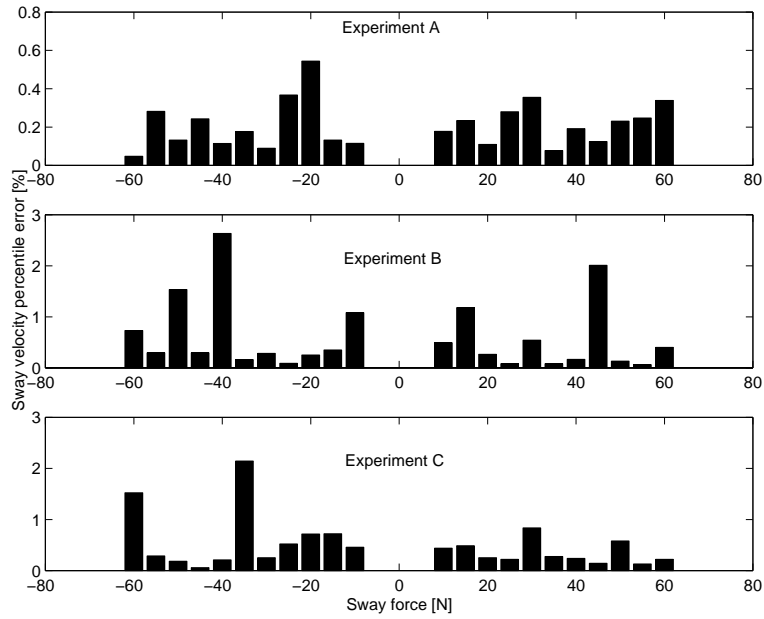 Experiment A
0.8
0.6
0.4
0.2
0
−80 −60 −40 −20 0 20 40 60 80
Sway velocity percentile error [%]
Experiment B
3
2
1
0
−80 −60 −40 −20 0 20 40 60 80
Experiment C
3
2
1
0
−80 −60 −40 −20 0 20 40 60 80
Sway force [N]